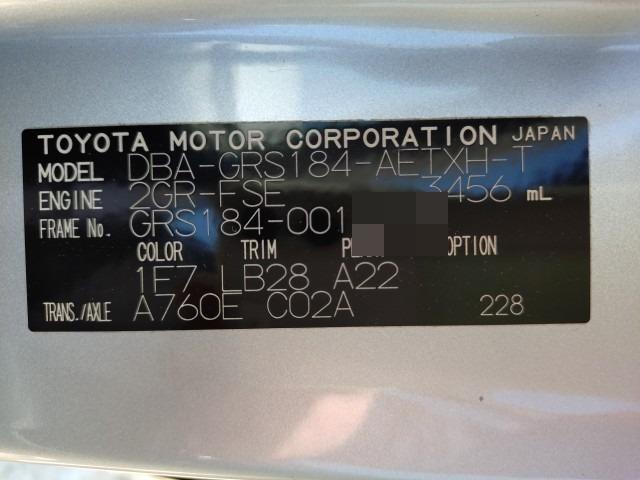 TOYOTA MOTOR CORPORATION JAPAN
MODEL DBA-GRS184-AETXH-T
ENGINE 2GR-FSE 3456 mL
FRAME No. GRS184-001
COLOR TRIM OPTION
1F7 LB28 A22
TRANS./AXLE A760E C02A 228